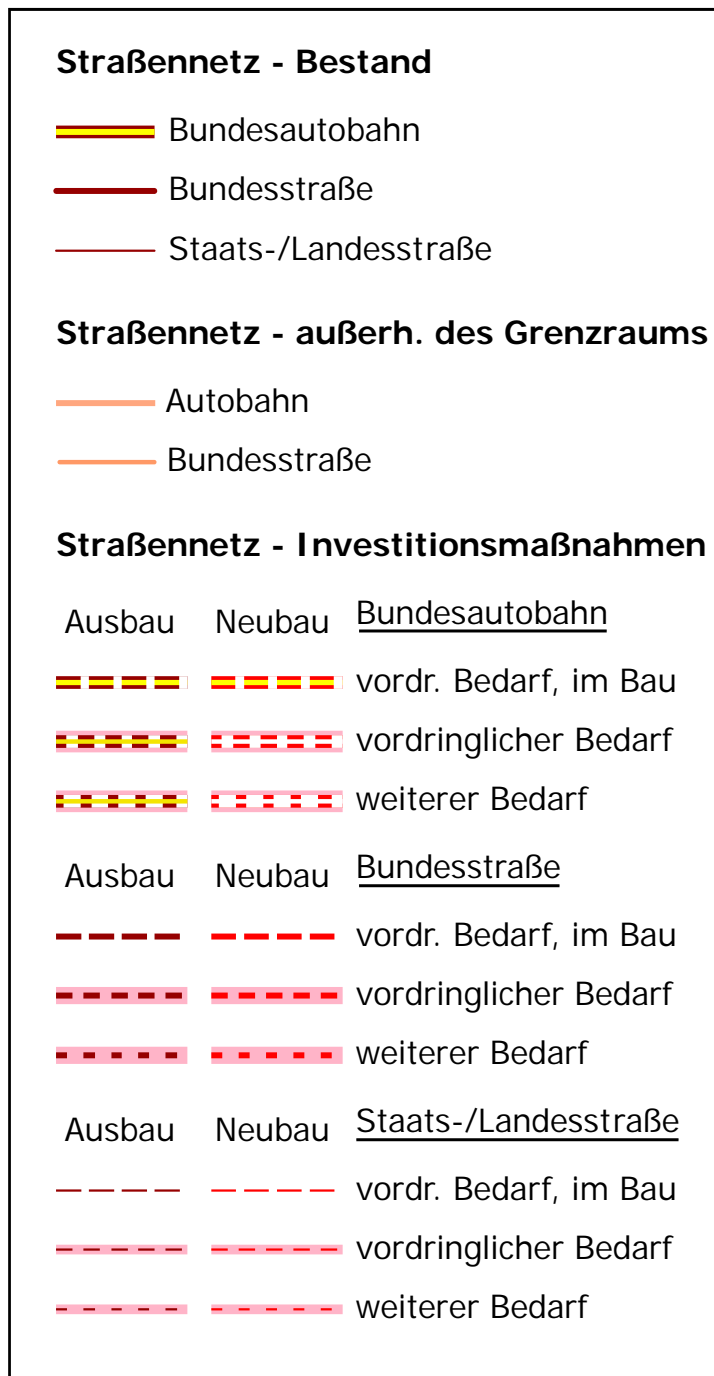 Straßennetz - Bestand
Bundesautobahn
Bundesstraße
Staats-/Landesstraße
Straßennetz - außerh. des Grenzraums
Autobahn
Bundesstraße
Straßennetz - Investitionsmaßnahmen
Ausbau Neubau Bundesautobahn
vordr. Bedarf, im Bau
vordringlicher Bedarf
weiterer Bedarf
Ausbau Neubau Bundesstraße
vordr. Bedarf, im Bau
vordringlicher Bedarf
weiterer Bedarf
Ausbau Neubau Staats-/Landesstraße
vordr. Bedarf, im Bau
vordringlicher Bedarf
weiterer Bedarf